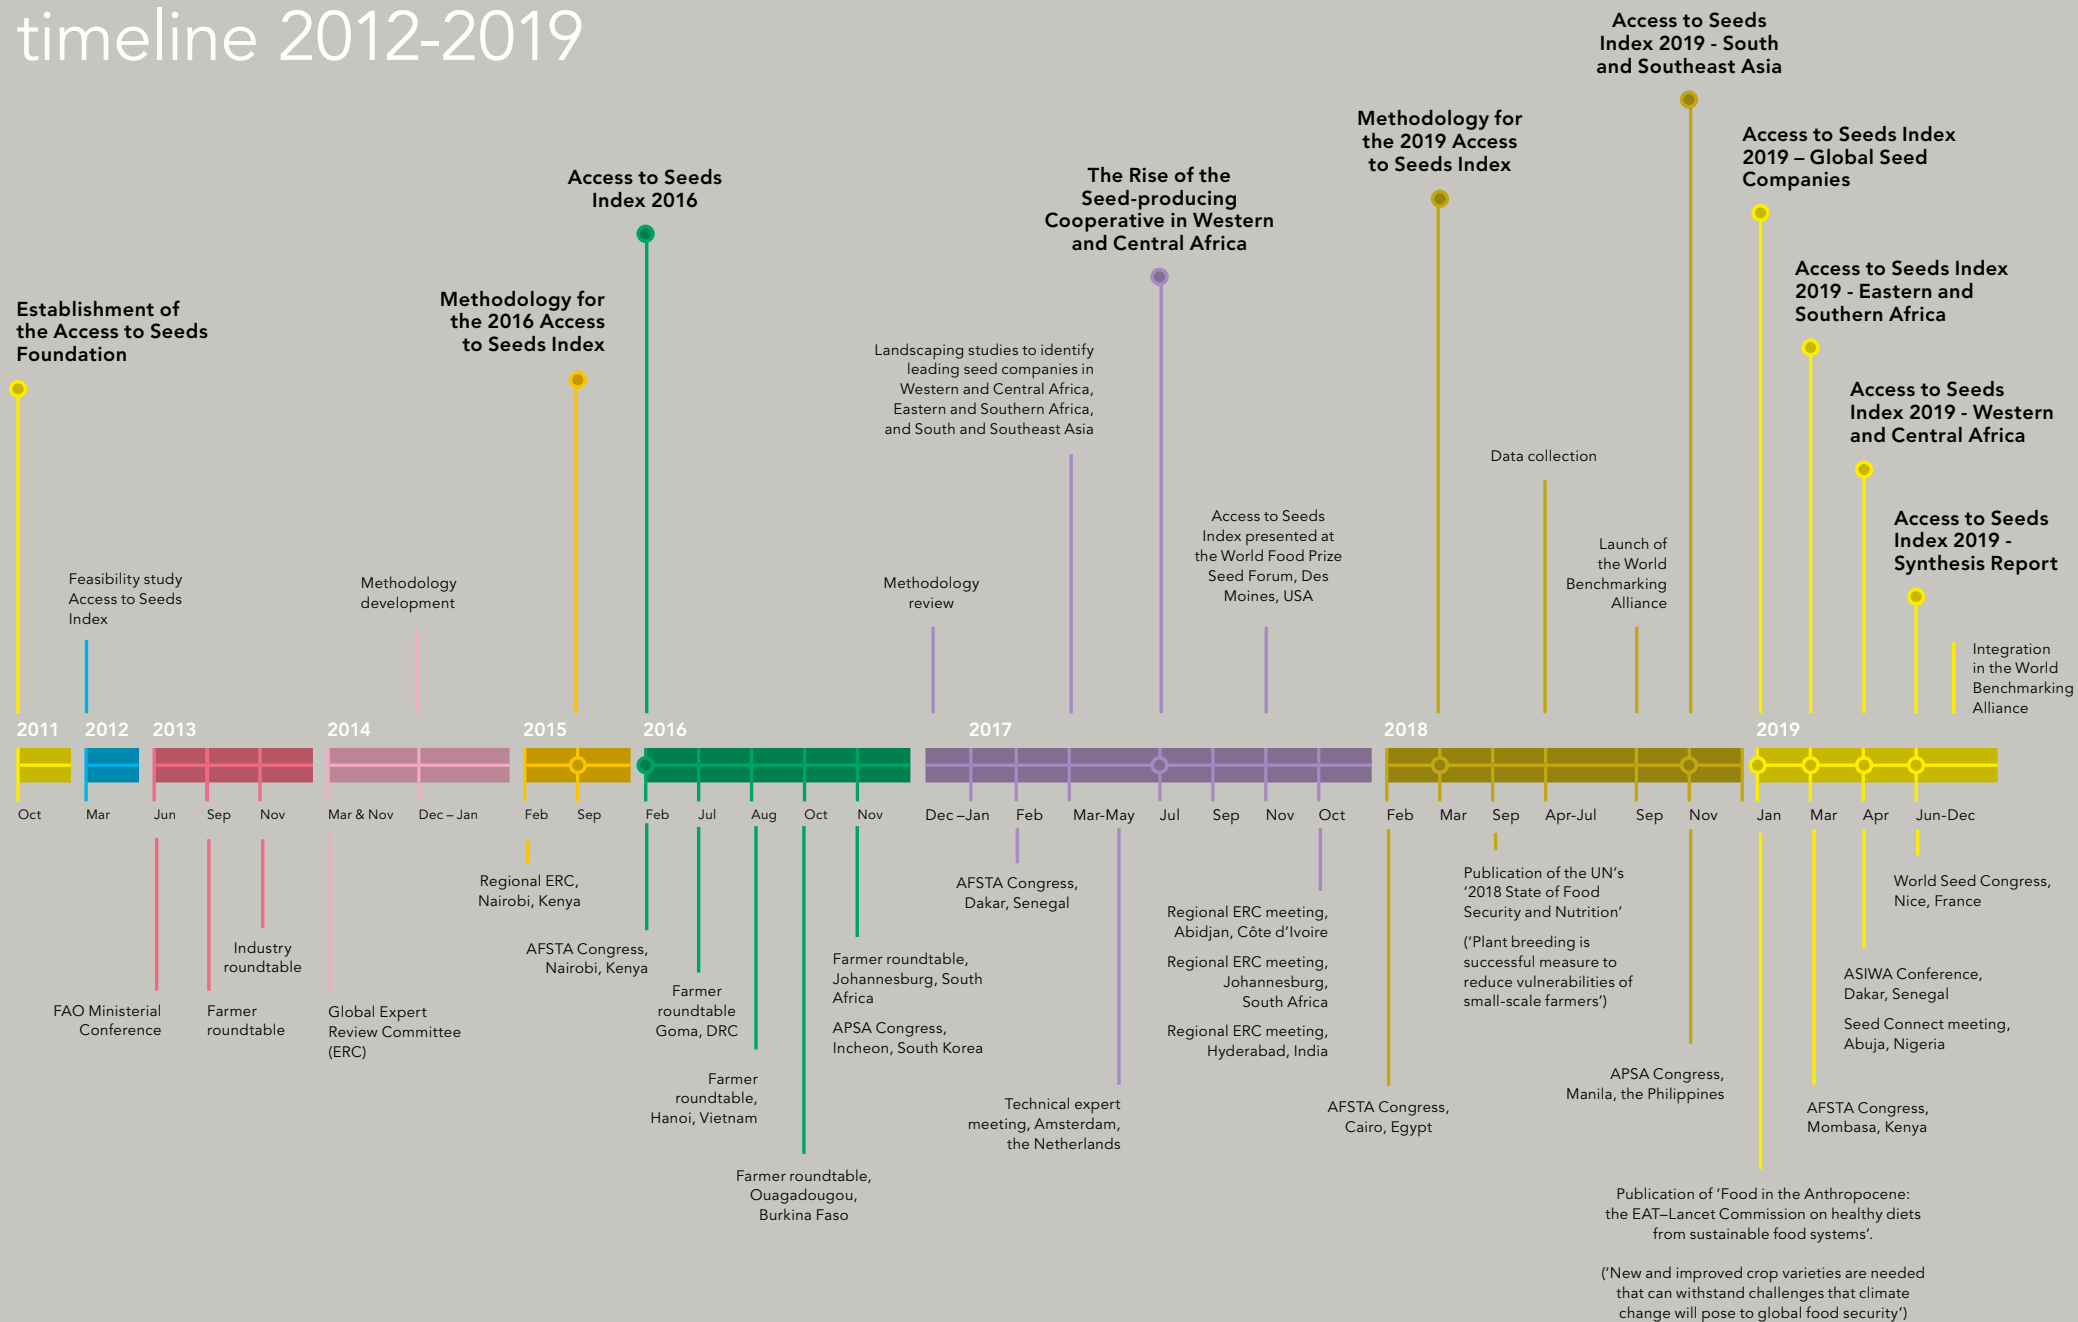 timeline 2012-2019
Establishment of
the Access to Seeds
Foundation
Feasibility study
Access to Seeds
Index
Methodology
development
Methodology for
the 2016 Access
to Seeds Index
Access to Seeds
Index 2016
Methodology
review
Landscaping studies to identify
leading seed companies in
Western and Central Africa,
Eastern and Southern Africa,
and South and Southeast Asia
The Rise of the
Seed-producing
Cooperative in Western
and Central Africa
Access to Seeds
Index presented at
the World Food Prize
Seed Forum, Des
Moines, USA
Methodology for
the 2019 Access
to Seeds Index
Data collection
Launch of
the World
Benchmarking
Alliance
Access to Seeds
Index 2019 - South
and Southeast Asia
Access to Seeds Index
2019 – Global Seed
Companies
Access to Seeds Index
2019 - Eastern and
Southern Africa
Access to Seeds
Index 2019 - Western
and Central Africa
Access to Seeds
Index 2019 -
Synthesis Report
Integration
in the World
Benchmarking
Alliance
2011
2012
2013
2014
2015
2016
2017
2018
2019
Oct
Mar
Jun
Sep
Nov
Mar & Nov
Dec – Jan
Feb
Sep
Feb
Jul
Aug
Oct
Nov
Dec –Jan
Feb
Mar-May
Jul
Sep
Nov
Oct
Feb
Mar
Sep
Apr-Jul
Sep
Nov
Jan
Mar
Apr
Jun-Dec
FAO Ministerial
Conference
Farmer
roundtable
Industry
roundtable
Global Expert
Review Committee
(ERC)
Regional ERC,
Nairobi, Kenya
AFSTA Congress,
Nairobi, Kenya
Farmer
roundtable
Goma, DRC
Farmer
roundtable,
Hanoi, Vietnam
Farmer roundtable,
Ouagadougou,
Burkina Faso
Farmer roundtable,
Johannesburg, South
Africa
APSA Congress,
Incheon, South Korea
AFSTA Congress,
Dakar, Senegal
Technical expert
meeting, Amsterdam,
the Netherlands
Regional ERC meeting,
Abidjan, Côte d’Ivoire
Regional ERC meeting,
Johannesburg,
South Africa
Regional ERC meeting,
Hyderabad, India
AFSTA Congress,
Cairo, Egypt
Publication of the UN’s
‘2018 State of Food
Security and Nutrition’
(‘Plant breeding is
successful measure to
reduce vulnerabilities of
small-scale farmers’)
APSA Congress,
Manila, the Philippines
Publication of ‘Food in the Anthropocene:
the EAT–Lancet Commission on healthy diets
from sustainable food systems’.
(‘New and improved crop varieties are needed
that can withstand challenges that climate
change will pose to global food security’)
AFSTA Congress,
Mombasa, Kenya
ASIWA Conference,
Dakar, Senegal
Seed Connect meeting,
Abuja, Nigeria
World Seed Congress,
Nice, France